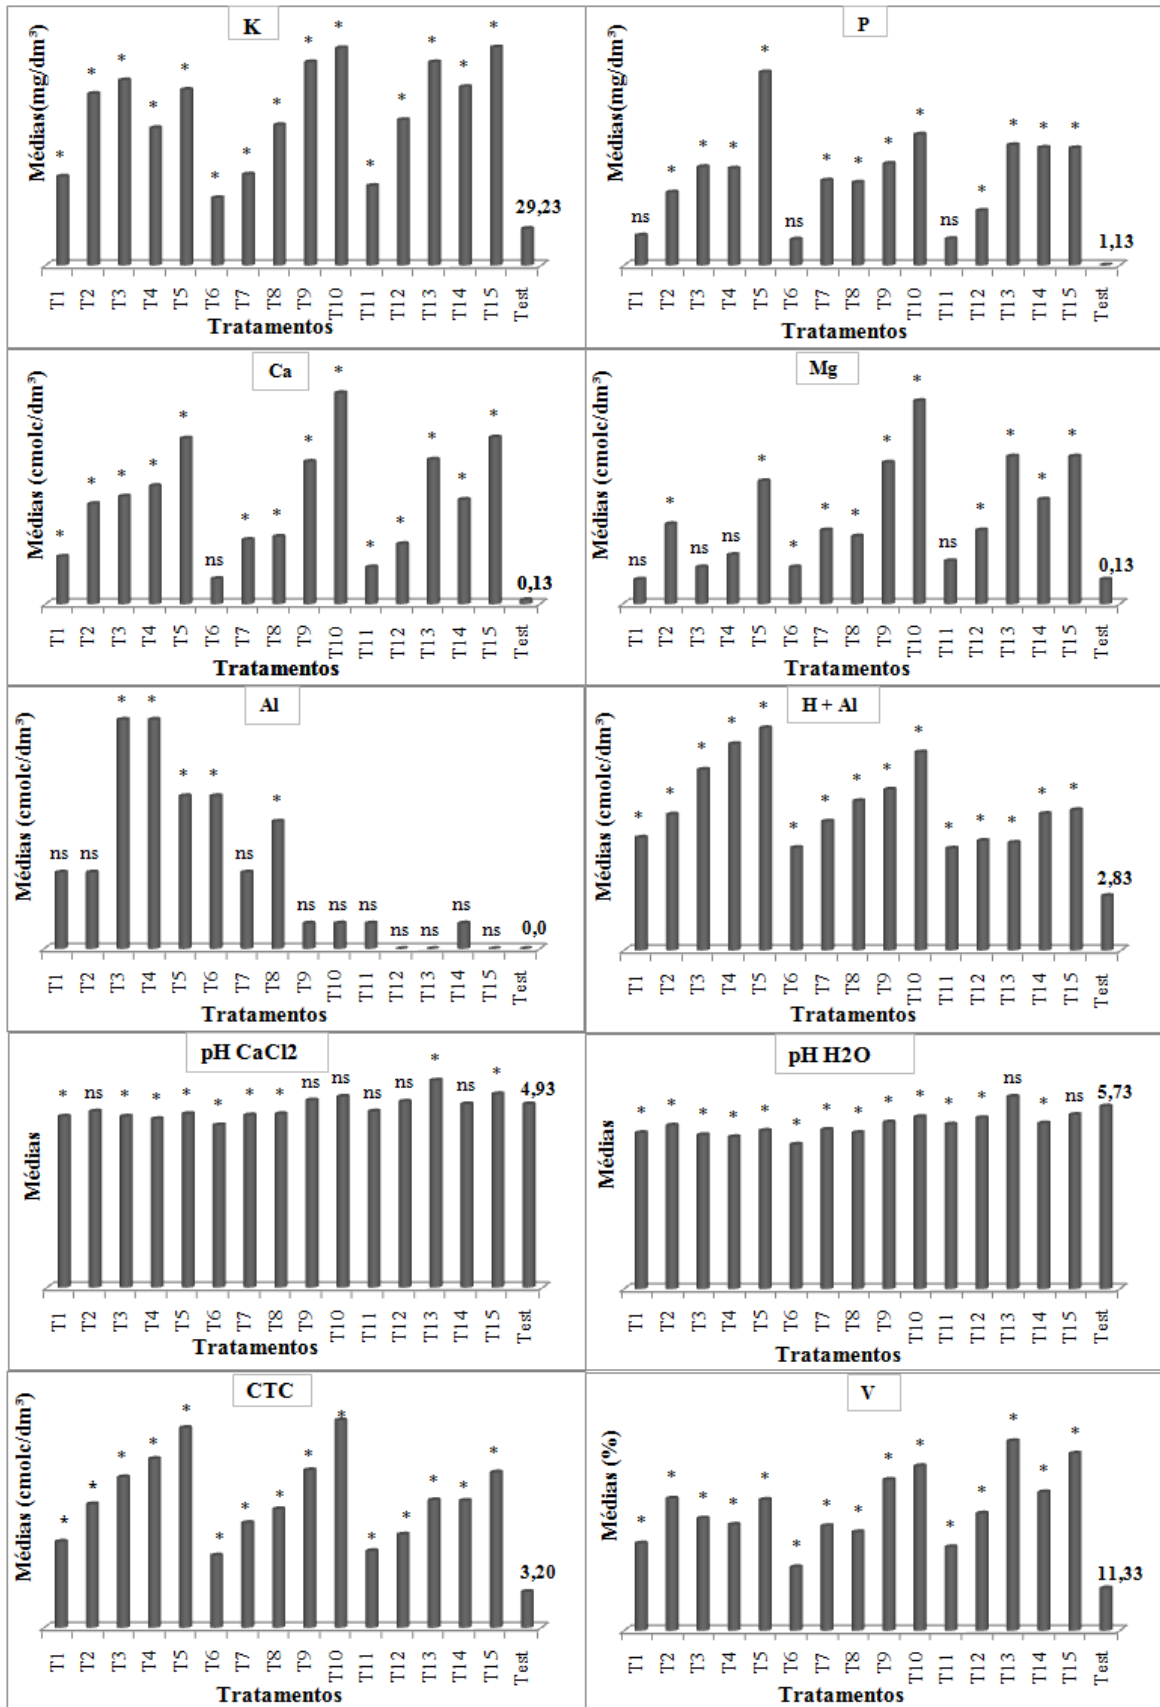 K
Médias(mg/dm³)
* * * * * * * * * * * * * * *
29,23
T1 T2 T3 T4 T5 T6 T7 T8 T9 T10 T11 T12 T13 T14 T15 Test
Tratamentos
P
Médias (mg/dm³)
ns * * * * ns * * * * ns * * * *
1,13
T1 T2 T3 T4 T5 T6 T7 T8 T9 T10 T11 T12 T13 T14 T15 Test
Tratamentos
Ca
Médias (cmolc/dm³)
* * * * * ns * * * * * * * * *
0,13
T1 T2 T3 T4 T5 T6 T7 T8 T9 T10 T11 T12 T13 T14 T15 Test
Tratamentos
Mg
Médias (cmolc/dm³)
ns * ns ns * * * * * * ns * * * *
0,13
T1 T2 T3 T4 T5 T6 T7 T8 T9 T10 T11 T12 T13 T14 T15 Test
Tratamentos
Al
Médias (cmolc/dm³)
ns ns * * * * ns * ns ns ns ns ns ns ns
0,0
T1 T2 T3 T4 T5 T6 T7 T8 T9 T10 T11 T12 T13 T14 T15 Test
Tratamentos
H + Al
Médias (cmolc/dm³)
* * * * * * * * * * * * * * *
2,83
T1 T2 T3 T4 T5 T6 T7 T8 T9 T10 T11 T12 T13 T14 T15 Test
Tratamentos
pH CaCl2
Médias
* ns * * * * * * ns ns ns ns * ns *
4,93
T1 T2 T3 T4 T5 T6 T7 T8 T9 T10 T11 T12 T13 T14 T15 Test
Tratamentos
pH H2O
Médias
* * * * * * * * * * * * ns * ns
5,73
T1 T2 T3 T4 T5 T6 T7 T8 T9 T10 T11 T12 T13 T14 T15 Test
Tratamentos
CTC
Médias (cmolc/dm³)
* * * * * * * * * * * * * * *
3,20
T1 T2 T3 T4 T5 T6 T7 T8 T9 T10 T11 T12 T13 T14 T15 Test
Tratamentos
V
Médias (%)
* * * * * * * * * * * * * * *
11,33
T1 T2 T3 T4 T5 T6 T7 T8 T9 T10 T11 T12 T13 T14 T15 Test
Tratamentos